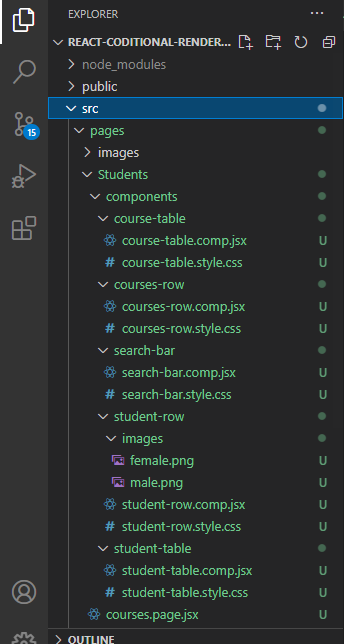 EXPLORER
REACT-CODITIONAL-RENDER...
node_modules
public
src
pages
images
Students
components
course-table
course-table.comp.jsx U
# course-table.style.css U
courses-row
courses-row.comp.jsx U
# courses-row.style.css U
search-bar
search-bar.comp.jsx U
# search-bar.style.css U
student-row
images
female.png U
male.png U
student-row.comp.jsx U
# student-row.style.css U
student-table
student-table.comp.jsx U
# student-table.style.css U
courses.page.jsx U
OUTLINE
15